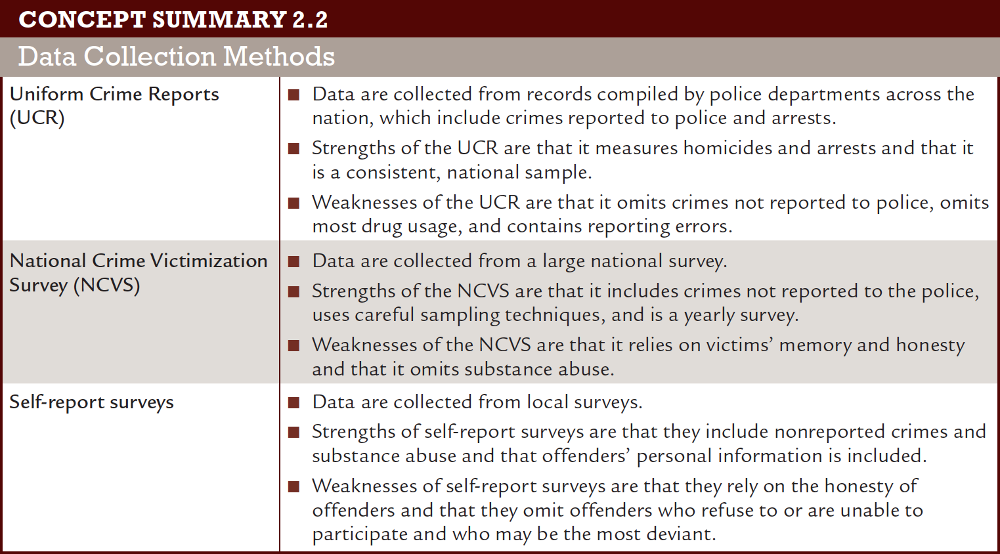 CONCEPT SUMMARY 2.2
Data Collection Methods
Uniform Crime Reports
(UCR)
■ Data are collected from records compiled by police departments across the
nation, which include crimes reported to police and arrests.
■ Strengths of the UCR are that it measures homicides and arrests and that it
is a consistent, national sample.
■ Weaknesses of the UCR are that it omits crimes not reported to police, omits
most drug usage, and contains reporting errors.
National Crime Victimization
Survey (NCVS)
■ Data are collected from a large national survey.
■ Strengths of the NCVS are that it includes crimes not reported to the police,
uses careful sampling techniques, and is a yearly survey.
■ Weaknesses of the NCVS are that it relies on victims’ memory and honesty
and that it omits substance abuse.
Self-report surveys
■ Data are collected from local surveys.
■ Strengths of self-report surveys are that they include nonreported crimes and
substance abuse and that offenders’ personal information is included.
■ Weaknesses of self-report surveys are that they rely on the honesty of
offenders and that they omit offenders who refuse to or are unable to
participate and who may be the most deviant.